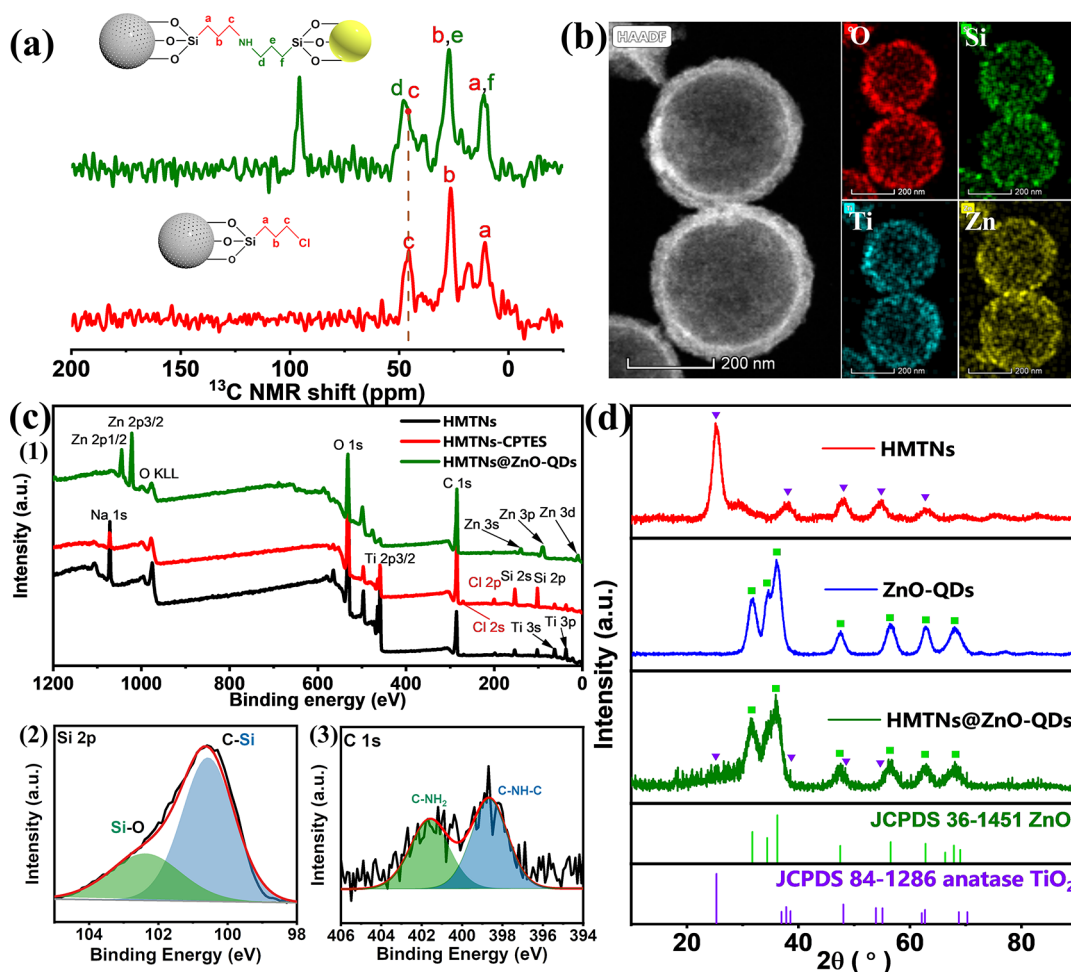 (a)
a
c
b
Si
O
O
O
NH
e
d
f
Si
O
O
O
b,e
a,f
d
c
b
a
c
a
c
b
Si
Cl
O
O
O
200
150
100
50
0
13C NMR shift (ppm)
(b)
HAADF
200 nm
O
200 nm
Si
200 nm
Ti
200 nm
Zn
200 nm
(c)
(1)
HMTNs
HMTNs-CPTES
HMTNs@ZnO-QDs
Zn 2p3/2
Zn 2p1/2
O KLL
Na 1s
O 1s
C 1s
Ti 2p3/2
Zn 3s
Zn 3p
Zn 3d
Cl 2p
Si 2s
Si 2p
Cl 2s
Ti 3s
Ti 3p
Intensity (a.u.)
1200
1000
800
600
400
200
0
Binding energy (eV)
(2)
Si 2p
C-Si
Si-O
Intensity (a.u.)
104
102
100
98
Binding Energy (eV)
(3)
C 1s
C-NH2
C-NH-C
Intensity (a.u.)
406
404
402
400
398
396
394
Binding Energy (eV)
(d)
HMTNs
ZnO-QDs
HMTNs@ZnO-QDs
JCPDS 36-1451 ZnO
JCPDS 84-1286 anatase TiO2
Intensity (a.u.)
20
40
60
80
2θ ( ° )